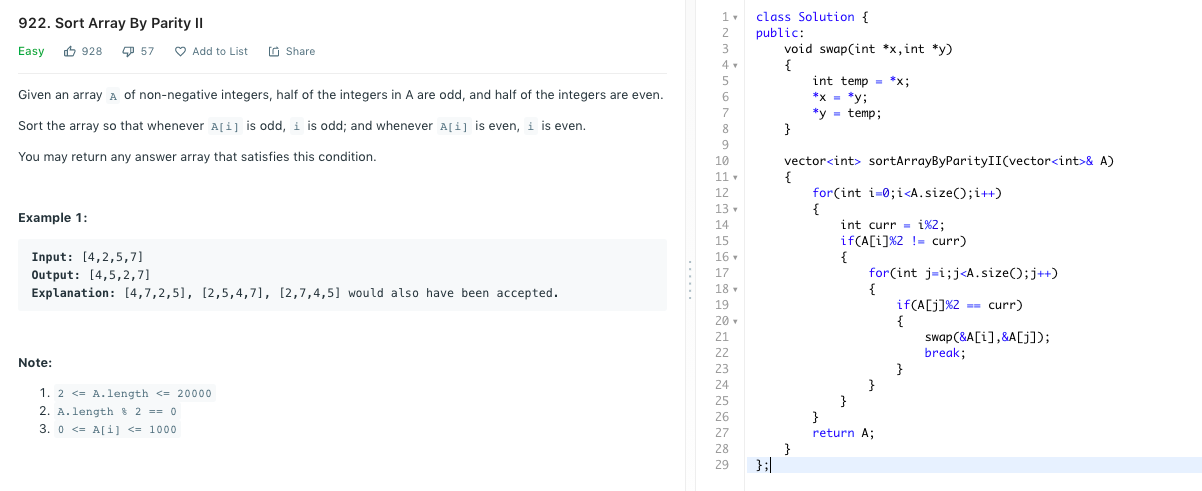 922. Sort Array By Parity II
Easy 928 57 Add to List Share
Given an array A of non-negative integers, half of the integers in A are odd, and half of the integers are even.
Sort the array so that whenever A[i] is odd, i is odd; and whenever A[i] is even, i is even.
You may return any answer array that satisfies this condition.
Example 1:
Input: [4,2,5,7]
Output: [4,5,2,7]
Explanation: [4,7,2,5], [2,5,4,7], [2,7,4,5] would also have been accepted.
Note:
1. 2 <= A.length <= 20000
2. A.length % 2 == 0
3. 0 <= A[i] <= 1000
1 class Solution {
2 public:
3     void swap(int *x,int *y)
4     {
5         int temp = *x;
6         *x = *y;
7         *y = temp;
8     }
9
10     vector<int> sortArrayByParityII(vector<int>& A)
11     {
12         for(int i=0;i<A.size();i++)
13         {
14             int curr = i%2;
15             if(A[i]%2 != curr)
16             {
17                 for(int j=i;j<A.size();j++)
18                 {
19                     if(A[j]%2 == curr)
20                     {
21                         swap(&A[i],&A[j]);
22                         break;
23                     }
24                 }
25             }
26         }
27         return A;
28     }
29 };